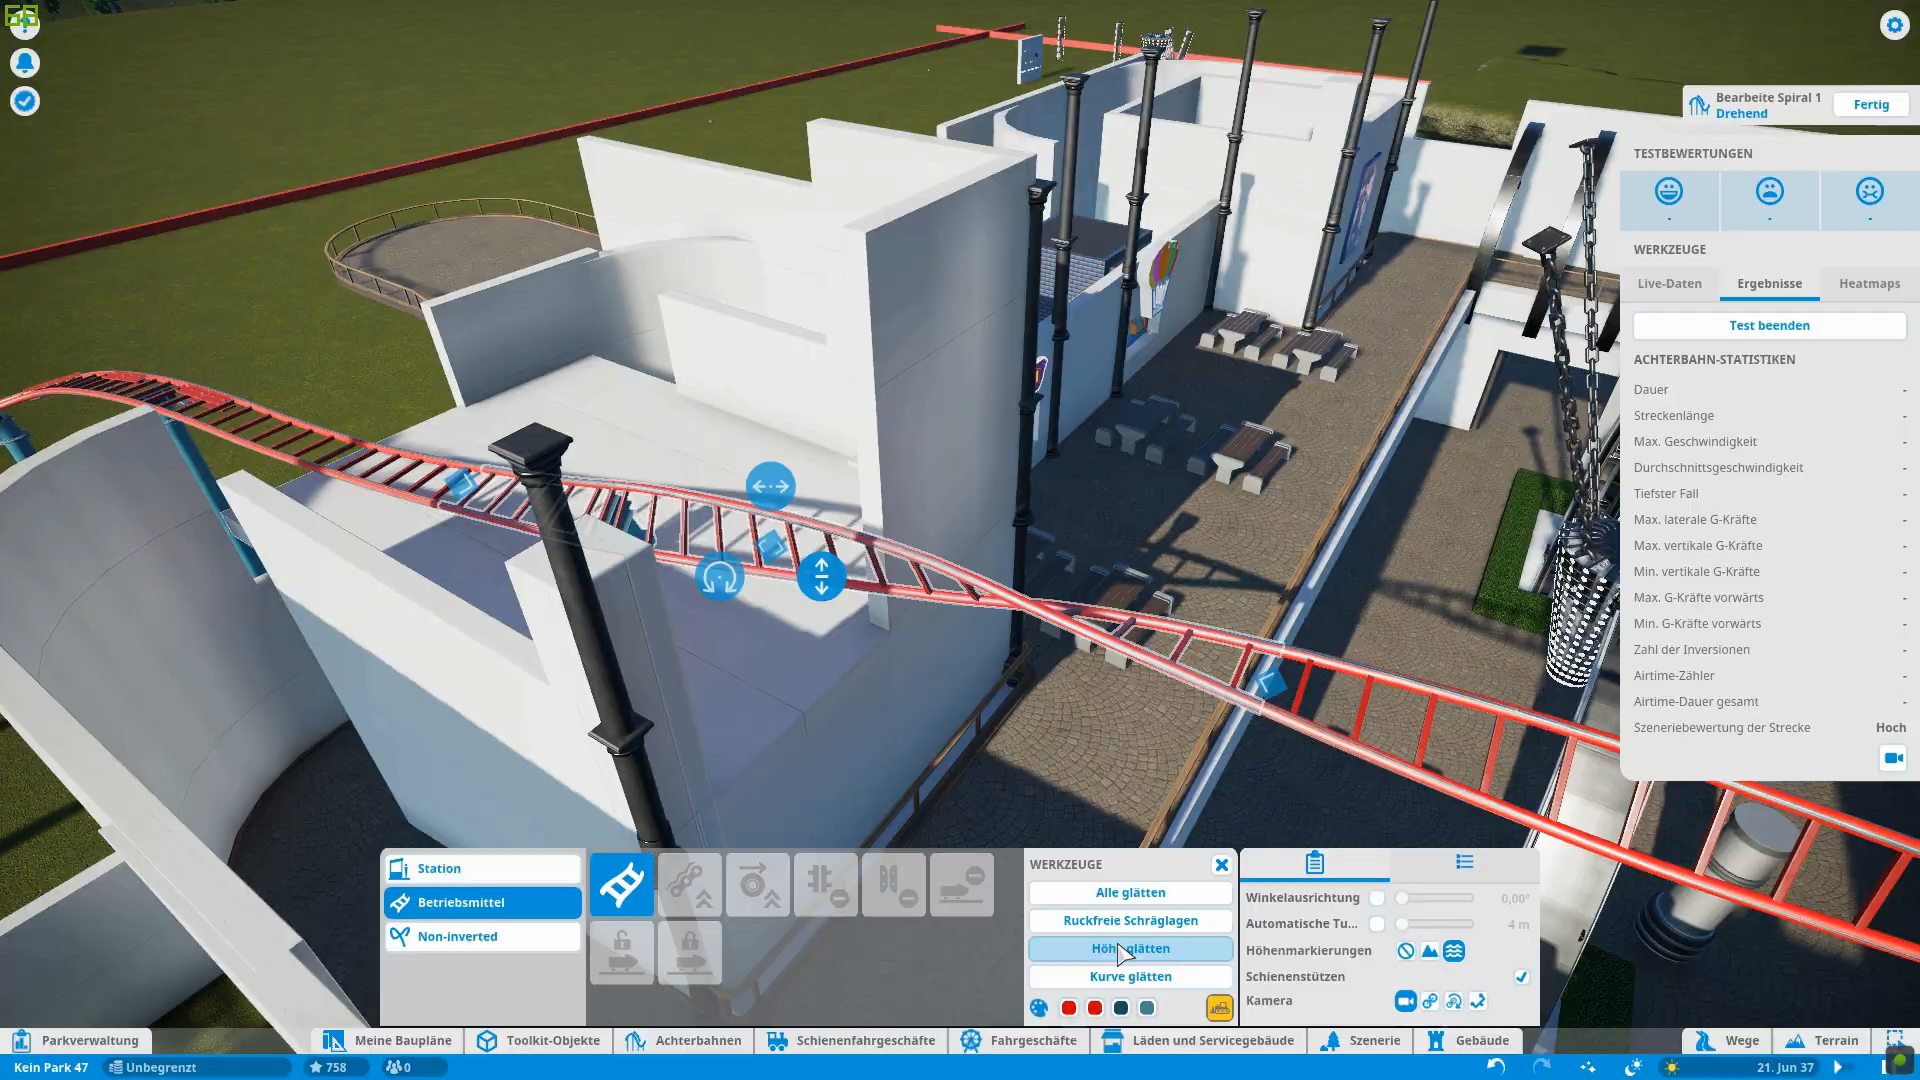 60
Bearbeite Spiral 1
Drehend
Fertig
TESTBEWERTUNGEN
- - -
WERKZEUGE
Live-Daten Ergebnisse Heatmaps
Test beenden
ACHTERBAHN-STATISTIKEN
Dauer -
Streckenlänge -
Max. Geschwindigkeit -
Durchschnittsgeschwindigkeit -
Tiefster Fall -
Max. laterale G-Kräfte -
Max. vertikale G-Kräfte -
Min. vertikale G-Kräfte -
Max. G-Kräfte vorwärts -
Min. G-Kräfte vorwärts -
Zahl der Inversionen -
Airtime-Zähler -
Airtime-Dauer gesamt -
Szeneriebewertung der Strecke Hoch
Station
Betriebsmittel
Non-inverted
WERKZEUGE
Alle glätten
Ruckfreie Schräglagen
Höhe glätten
Kurve glätten
Winkelausrichtung 0,00°
Automatische Tu... 4 m
Höhenmarkierungen
Schienenstützen
Kamera
Parkverwaltung Meine Baupläne Toolkit-Objekte Achterbahnen Schienenfahrgeschäfte Fahrgeschäfte Läden und Servicegebäude Szenerie Gebäude Wege Terrain
Kein Park 47 Unbegrenzt 758 0 21. Jun 37